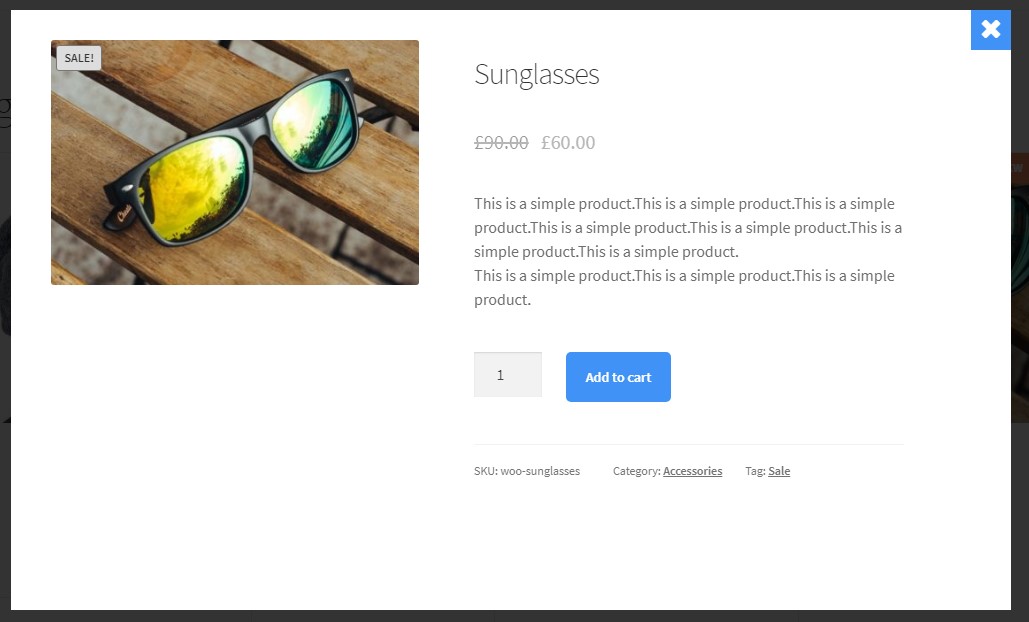 SALE!
Sunglasses
£90.00 £60.00
This is a simple product.This is a simple product.This is a simple
product.This is a simple product.This is a simple product.This is a
simple product.This is a simple product.
This is a simple product.This is a simple product.This is a simple
product.
1
Add to cart
SKU: woo-sunglasses Category: Accessories Tag: Sale